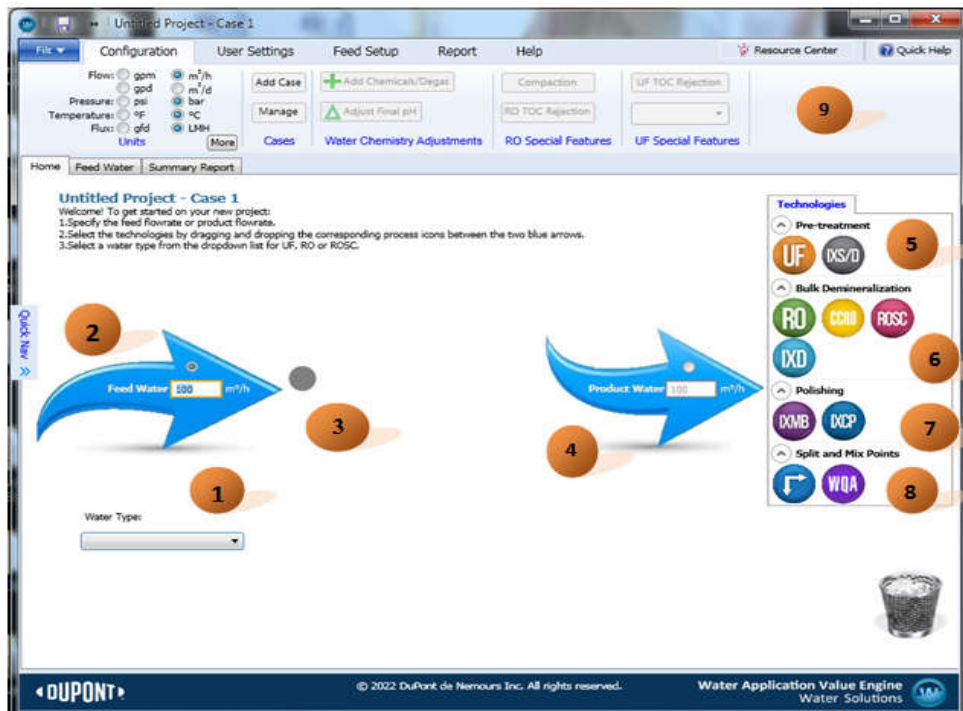 Untitled Project - Case 1
File Configuration User Settings Feed Setup Report Help Resource Center Quick Help
Flow: gpm m³/h
gpd m³/d
Pressure: psi bar
Temperature: °F °C
Flux: gfd LMH
Units More
Add Case
Manage
Cases
Add Chemicals/Degas
Adjust Final pH
Water Chemistry Adjustments
Compaction
RO TOC Rejection
RO Special Features
UF TOC Rejection
UF Special Features
9
Home Feed Water Summary Report
Untitled Project - Case 1
Welcome! To get started on your new project:
1.Specify the feed flowrate or product flowrate.
2.Select the technologies by dragging and dropping the corresponding process icons between the two blue arrows.
3.Select a water type from the dropdown list for UF, RO or ROSC.
Quick Nav
2
Feed Water 100 m³/h
3
1
Water Type:
Product Water 100 m³/h
4
Technologies
Pre-treatment
UF IXS/D
5
Bulk Demineralization
RO CCRO ROSC
IXD
6
Polishing
IXMB IXCP
7
Split and Mix Points
WQA
8
DUPONT
© 2022 DuPont de Nemours Inc. All rights reserved.
Water Application Value Engine
Water Solutions